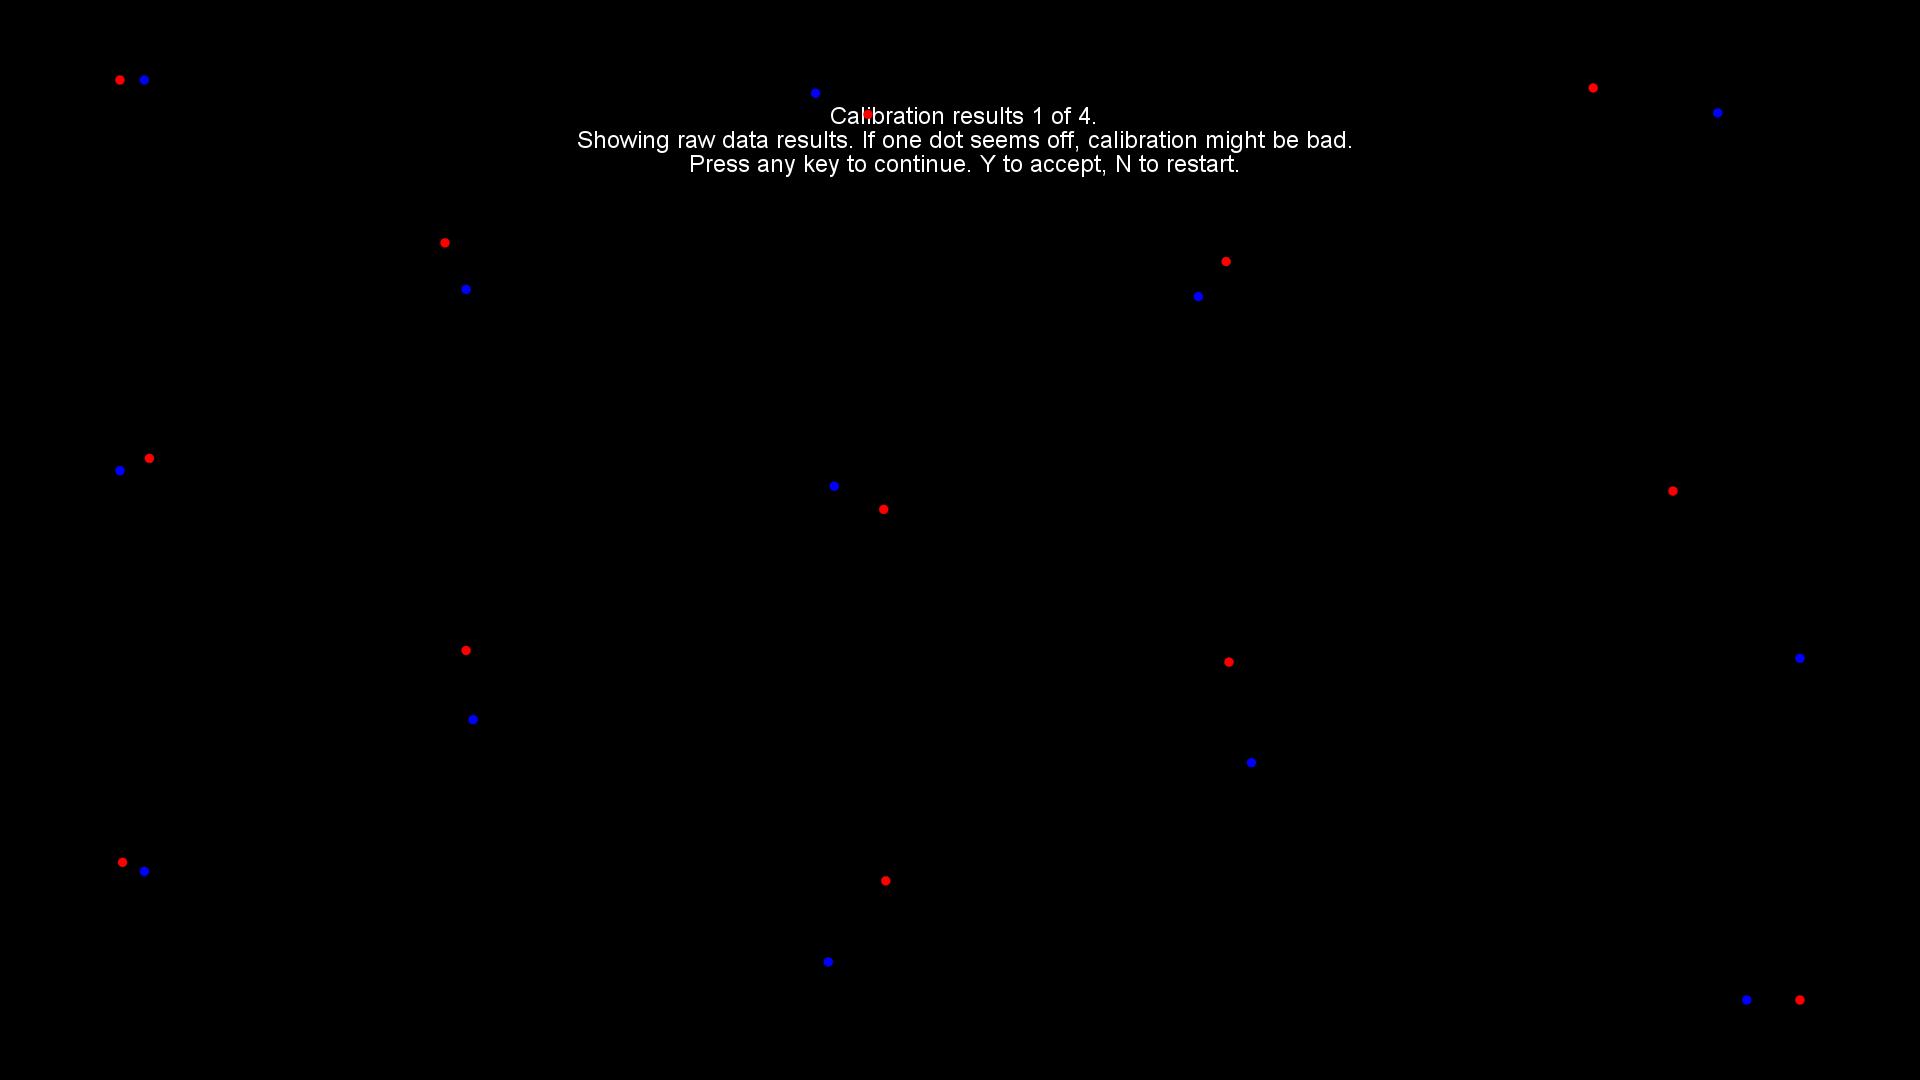 Calibration results 1 of 4.
Showing raw data results. If one dot seems off, calibration might be bad.
Press any key to continue. Y to accept, N to restart.